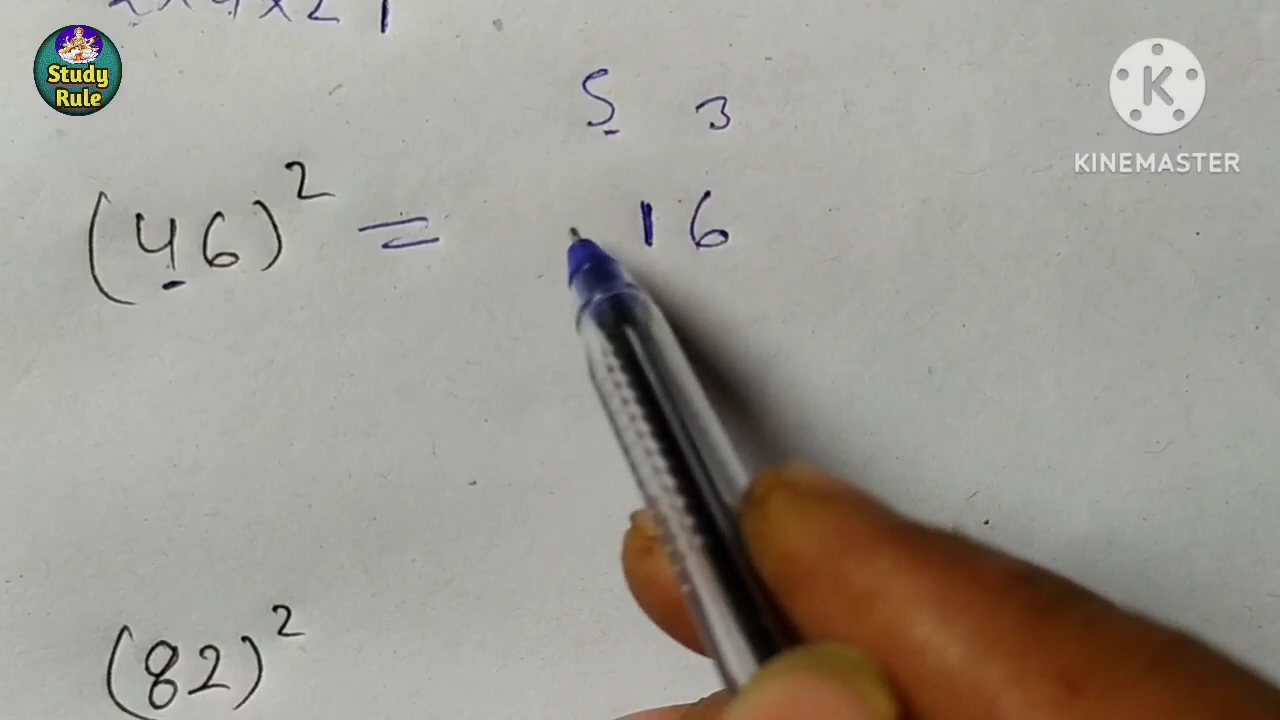 Study
Rule
K
KINEMASTER
5 3
(46)² = 16
(82)²